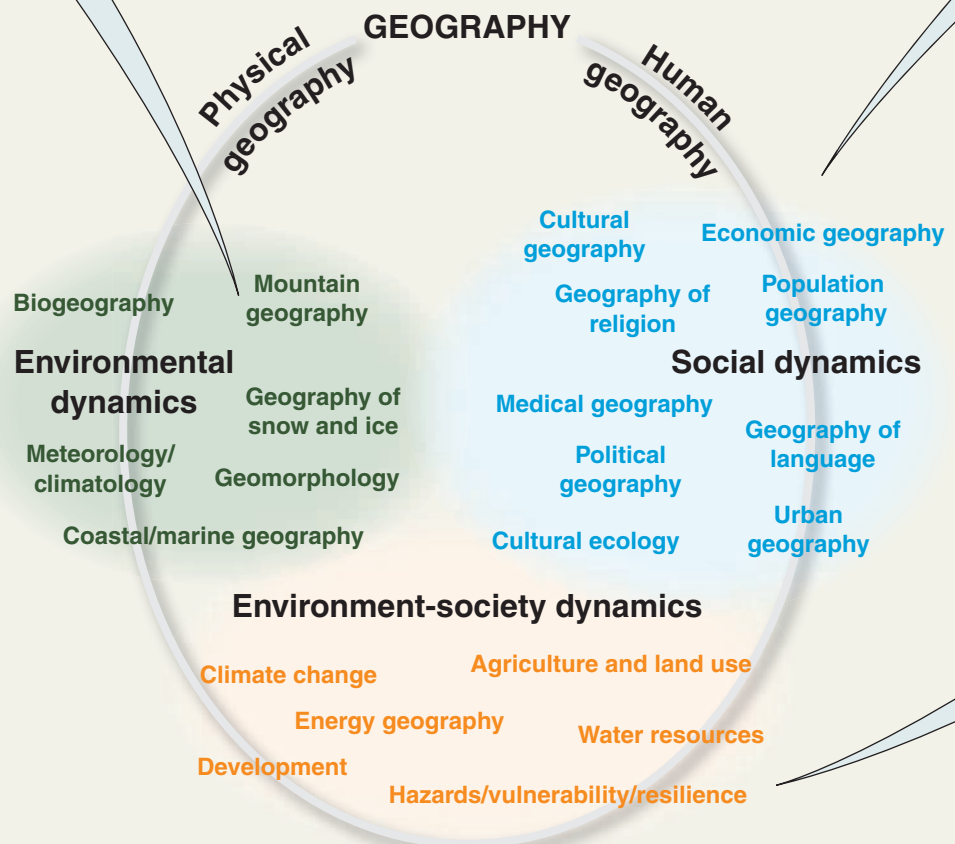 GEOGRAPHY
Physical
geography
Human
geography
Cultural
geography
Economic geography
Biogeography
Mountain
geography
Geography of
religion
Population
geography
Environmental
dynamics
Social dynamics
Geography of
snow and ice
Medical geography
Geography of
language
Meteorology/
climatology
Geomorphology
Political
geography
Coastal/marine geography
Cultural ecology
Urban
geography
Environment-society dynamics
Climate change
Agriculture and land use
Energy geography
Water resources
Development
Hazards/vulnerability/resilience